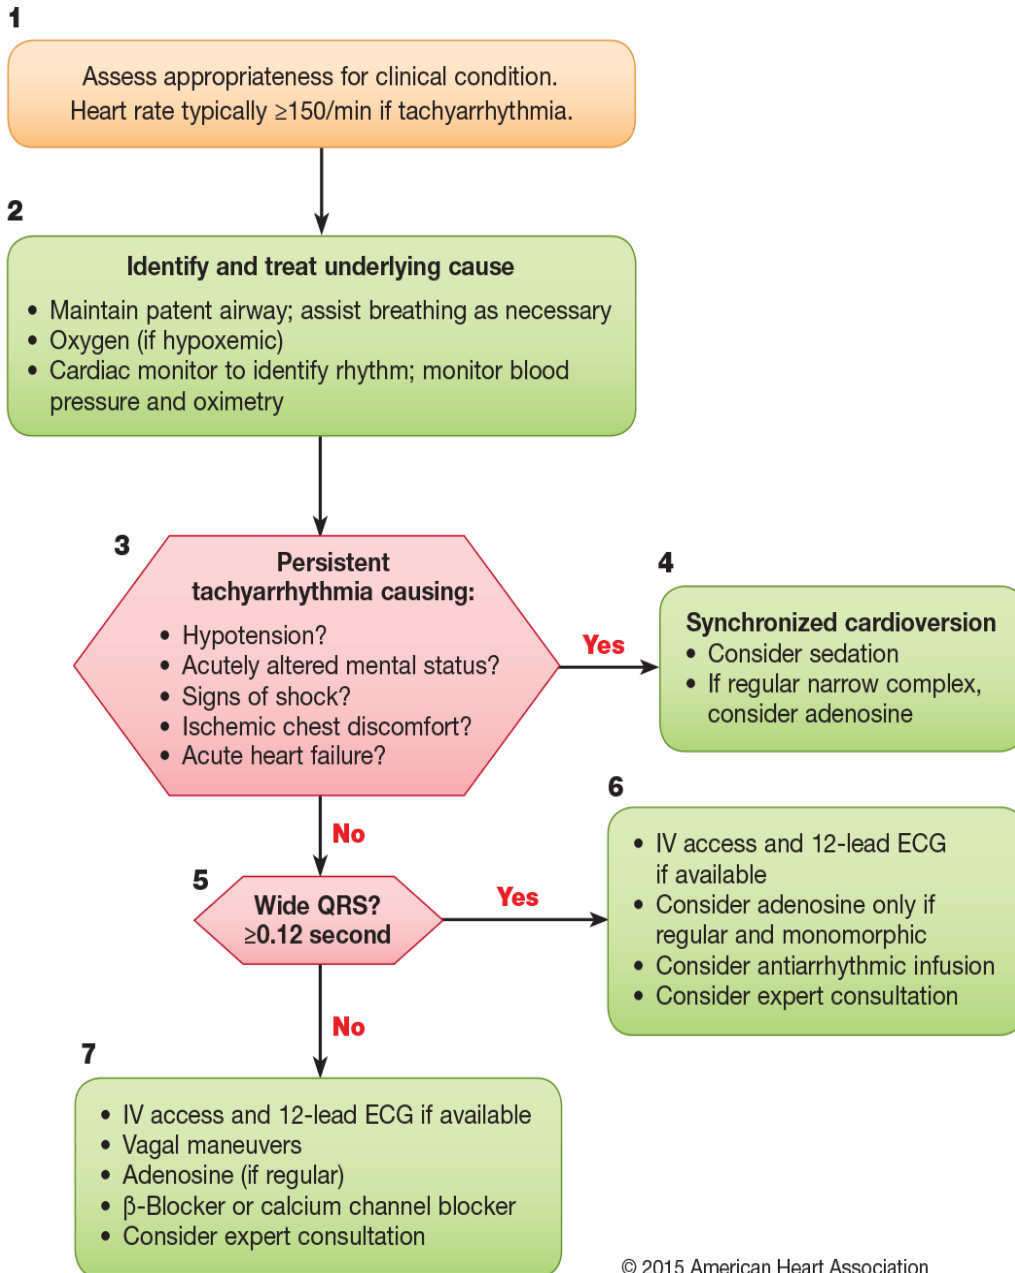 1
Assess appropriateness for clinical condition.
Heart rate typically ≥150/min if tachyarrhythmia.
2
Identify and treat underlying cause
• Maintain patent airway; assist breathing as necessary
• Oxygen (if hypoxemic)
• Cardiac monitor to identify rhythm; monitor blood
pressure and oximetry
3
Persistent
tachyarrhythmia causing:
• Hypotension?
• Acutely altered mental status?
• Signs of shock?
• Ischemic chest discomfort?
• Acute heart failure?
Yes
4
Synchronized cardioversion
• Consider sedation
• If regular narrow complex,
consider adenosine
No
5
Wide QRS?
≥0.12 second
Yes
6
• IV access and 12-lead ECG
if available
• Consider adenosine only if
regular and monomorphic
• Consider antiarrhythmic infusion
• Consider expert consultation
No
7
• IV access and 12-lead ECG if available
• Vagal maneuvers
• Adenosine (if regular)
• β-Blocker or calcium channel blocker
• Consider expert consultation
© 2015 American Heart Association